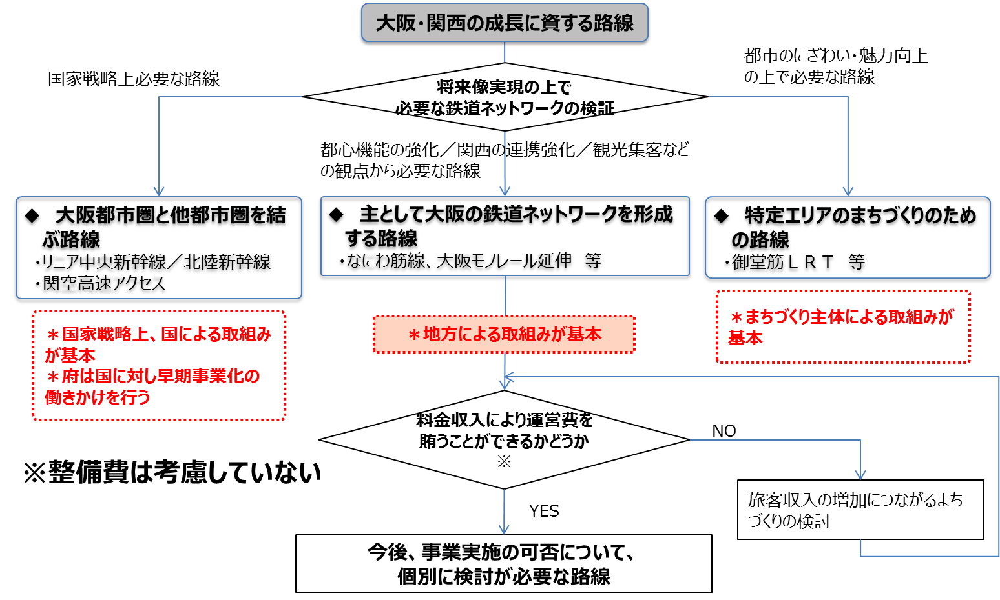 大阪・関西の成長に資する路線
都市のにぎわい・魅力向上
の上で必要な路線
国家戦略上必要な路線
将来像実現の上で
必要な鉄道ネットワークの検証
都心機能の強化／関西の連携強化／観光集客など
の観点から必要な路線
◆　大阪都市圏と他都市圏を結
ぶ路線
・リニア中央新幹線／北陸新幹線
・関空高速アクセス
◆　主として大阪の鉄道ネットワークを形成
する路線
・なにわ筋線、大阪モノレール延伸　等
◆　特定エリアのまちづくりのため
の路線
・御堂筋ＬＲＴ　等
＊国家戦略上、国による取組み
が基本
＊府は国に対し早期事業化の
働きかけを行う
＊地方による取組みが基本
＊まちづくり主体による取組みが
基本
料金収入により運営費を
賄うことができるかどうか
※
NO
※整備費は考慮していない
旅客収入の増加につながるまち
づくりの検討
YES
今後、事業実施の可否について、
個別に検討が必要な路線